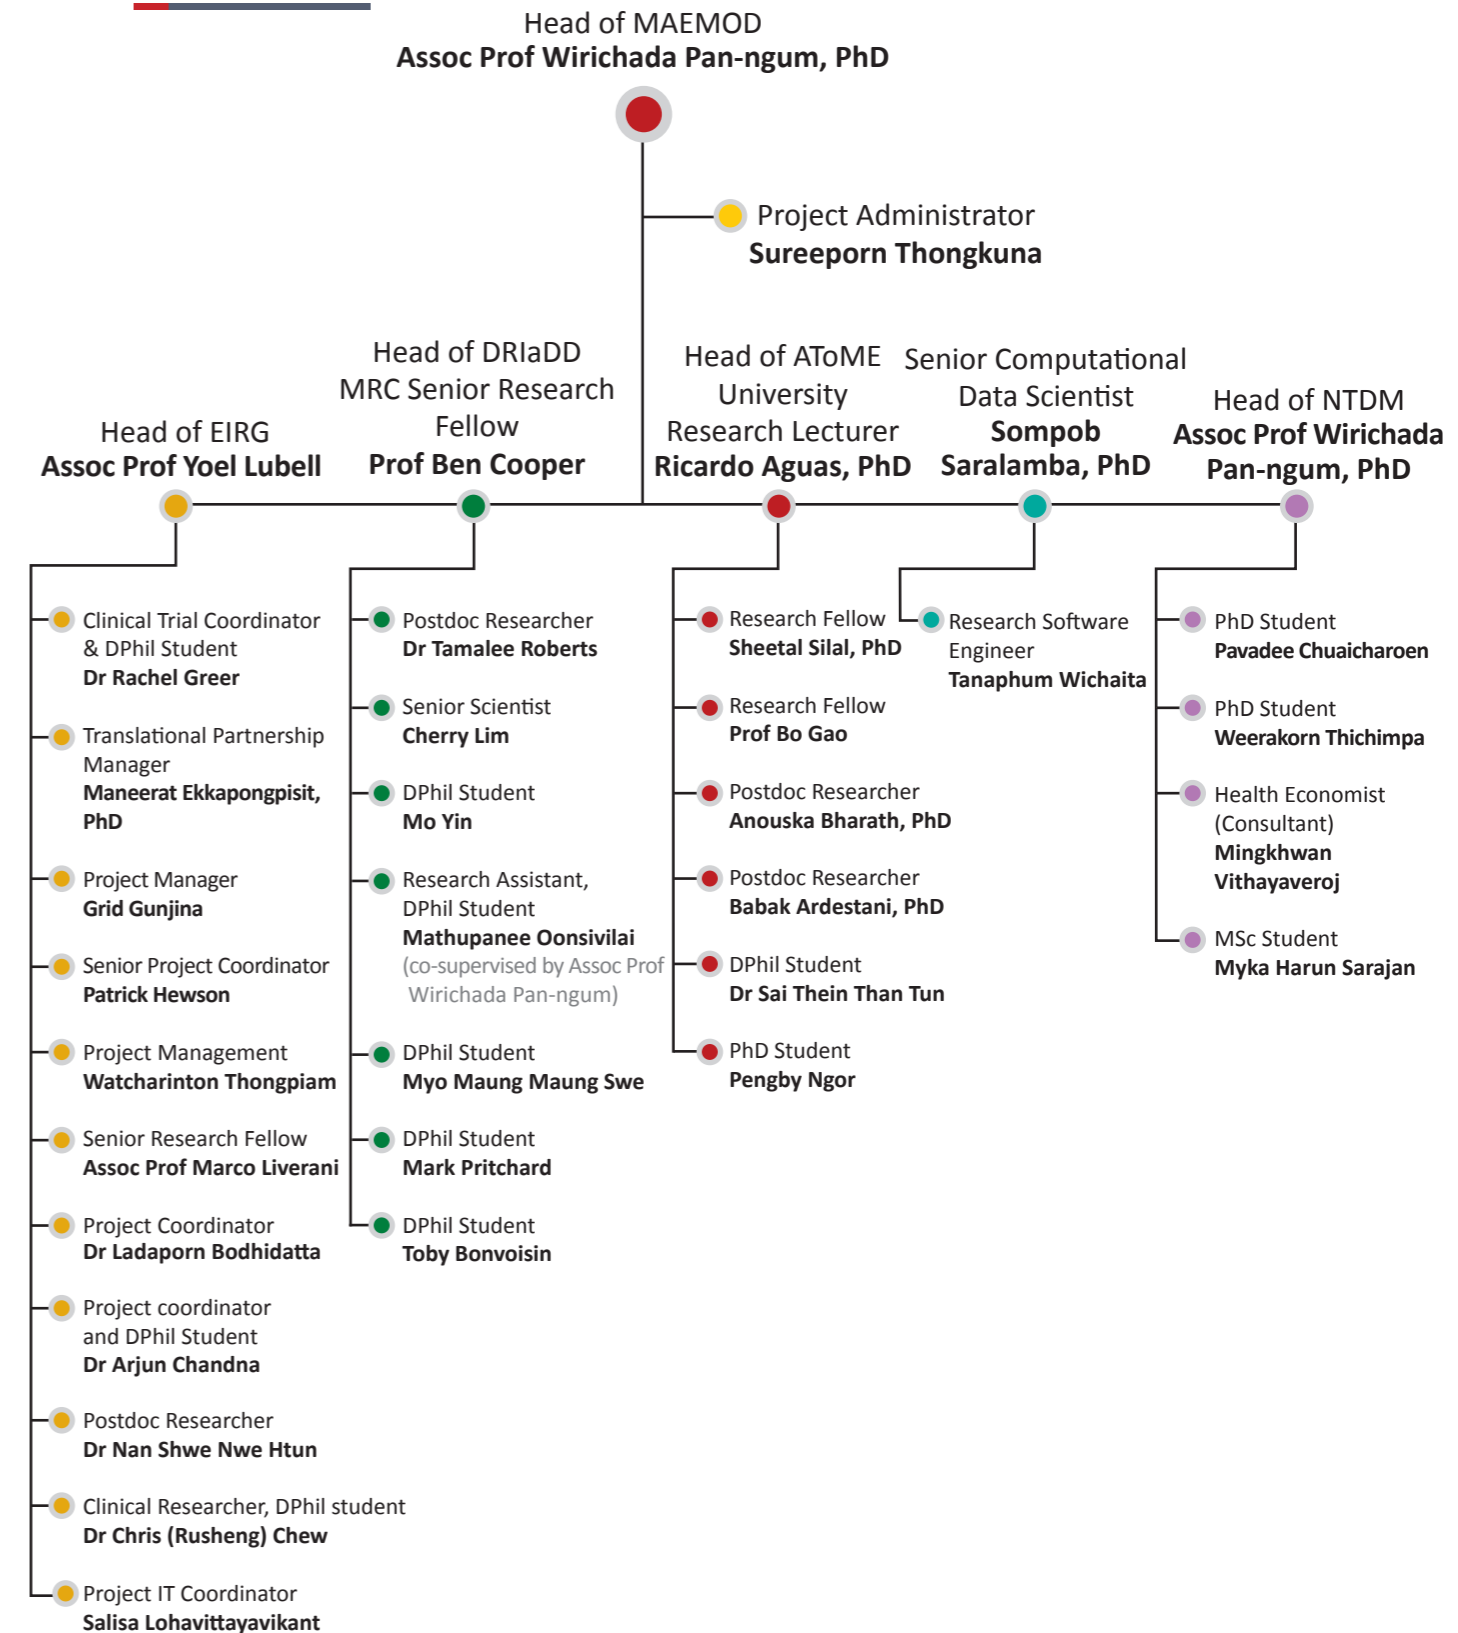 Head of MAEMOD
Assoc Prof Wirichada Pan-ngum, PhD
Project Administrator
Sureeporn Thongkuna
Head of EIRG
Assoc Prof Yoel Lubell
Head of DRIaDD
MRC Senior Research
Fellow
Prof Ben Cooper
Head of AToME
University
Research Lecturer
Ricardo Aguas, PhD
Senior Computational
Data Scientist
Sompob
Saralamba, PhD
Head of NTDM
Assoc Prof Wirichada
Pan-ngum, PhD
Clinical Trial Coordinator
& DPhil Student
Dr Rachel Greer
Translational Partnership
Manager
Maneerat Ekkapongpisit,
PhD
Project Manager
Grid Gunjina
Senior Project Coordinator
Patrick Hewson
Project Management
Watcharinton Thongpiam
Senior Research Fellow
Assoc Prof Marco Liverani
Project Coordinator
Dr Ladaporn Bodhidatta
Project coordinator
and DPhil Student
Dr Arjun Chandna
Postdoc Researcher
Dr Nan Shwe Nwe Htun
Clinical Researcher, DPhil student
Dr Chris (Rusheng) Chew
Project IT Coordinator
Salisa Lohavittayavikant
Postdoc Researcher
Dr Tamalee Roberts
Senior Scientist
Cherry Lim
DPhil Student
Mo Yin
Research Assistant,
DPhil Student
Mathupanee Oonsivilai
(co-supervised by Assoc Prof
Wirichada Pan-ngum)
DPhil Student
Myo Maung Maung Swe
DPhil Student
Mark Pritchard
DPhil Student
Toby Bonvoisin
Research Fellow
Sheetal Silal, PhD
Research Fellow
Prof Bo Gao
Postdoc Researcher
Anouska Bharath, PhD
Postdoc Researcher
Babak Ardestani, PhD
DPhil Student
Dr Sai Thein Than Tun
PhD Student
Pengby Ngor
Research Software
Engineer
Tanaphum Wichaita
PhD Student
Pavadee Chuaicharoen
PhD Student
Weerakorn Thichimpa
Health Economist
(Consultant)
Mingkhwan
Vithayaveroj
MSc Student
Myka Harun Sarajan